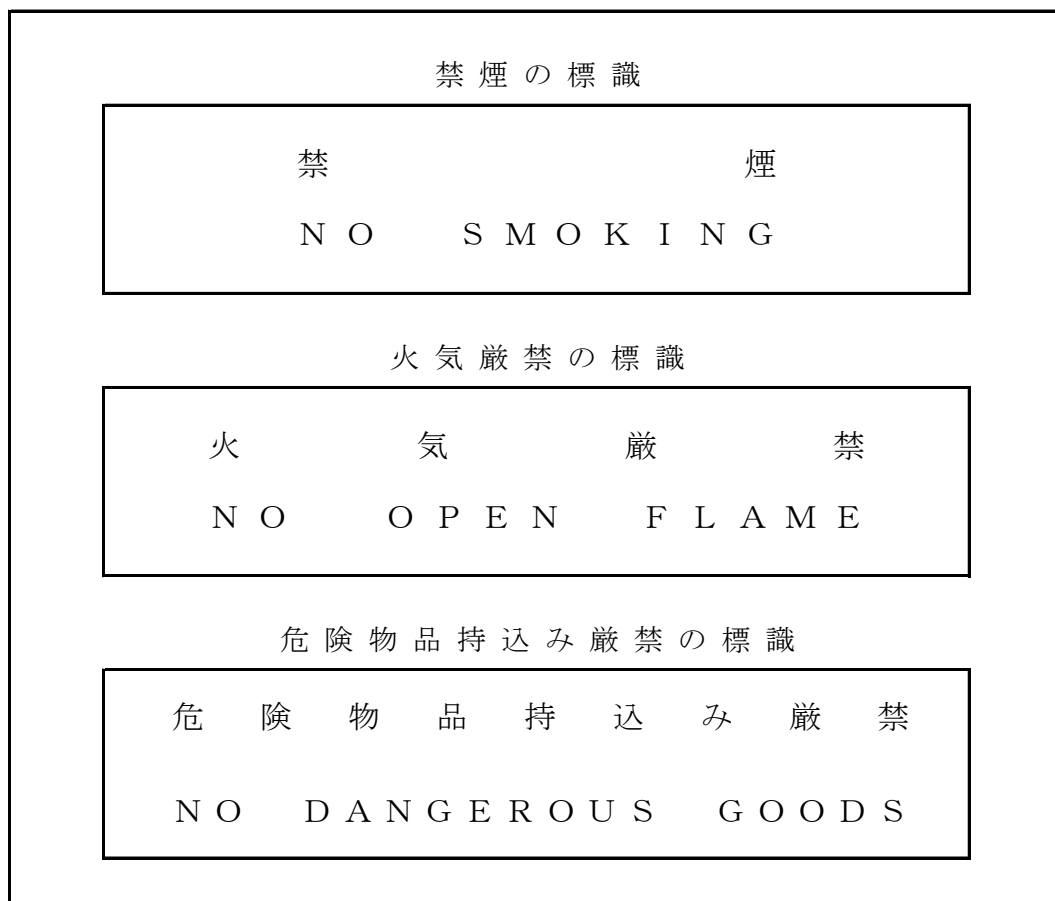 禁煙の標識
禁煙
NO SMOKING
火気厳禁の標識
火気厳禁
NO OPEN FLAME
危険物品持込み厳禁の標識
危険物品持込み厳禁
NO DANGEROUS GOODS